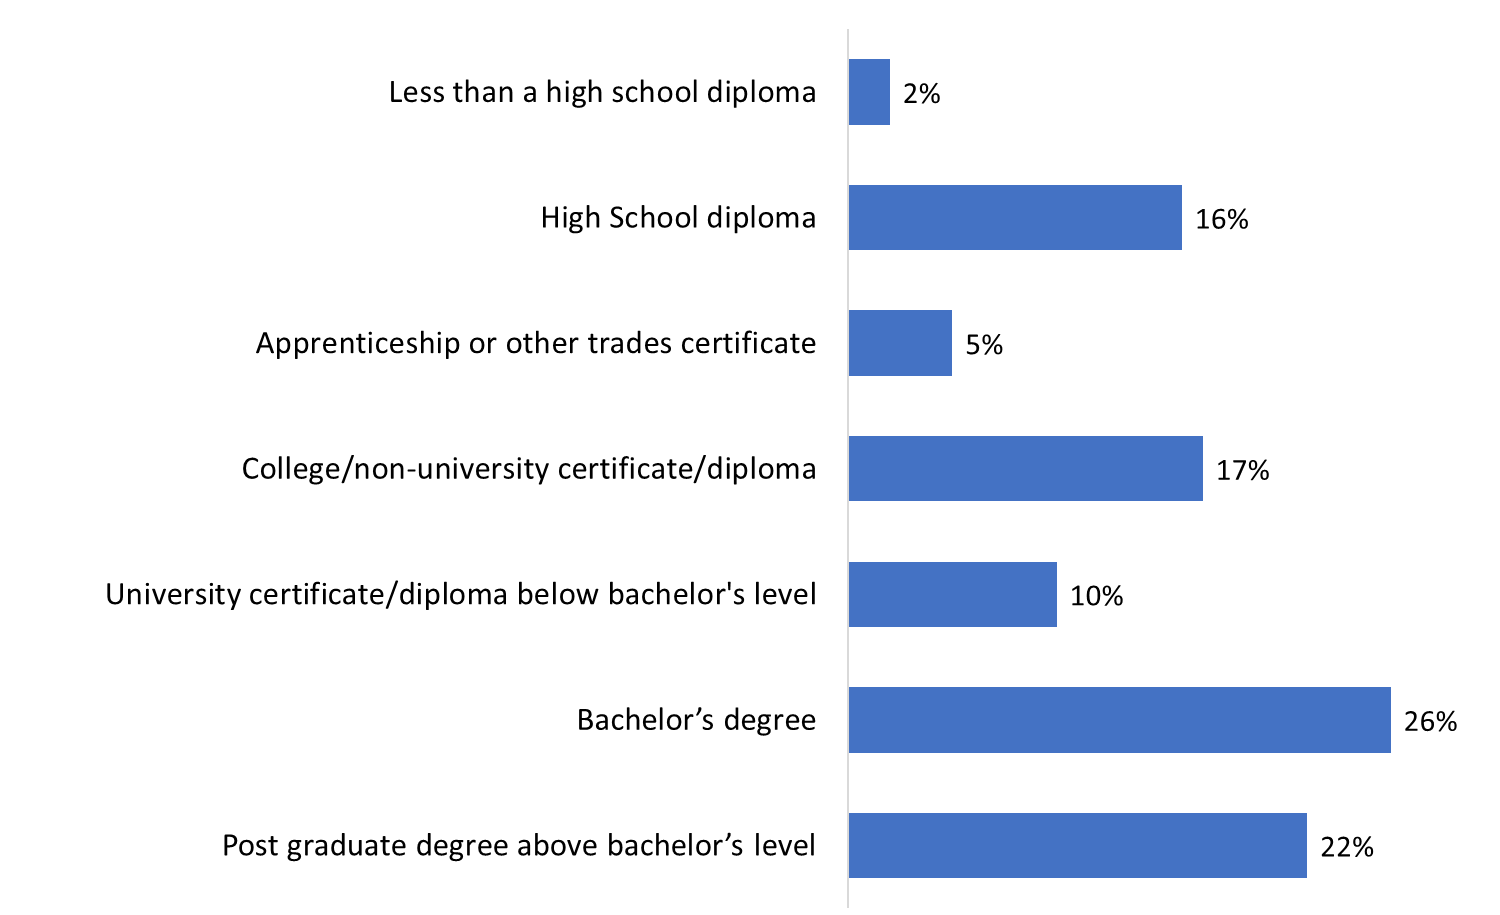 Less than a high school diploma 2%
High School diploma 16%
Apprenticeship or other trades certificate 5%
College/non-university certificate/diploma 17%
University certificate/diploma below bachelor's level 10%
Bachelor’s degree 26%
Post graduate degree above bachelor’s level 22%